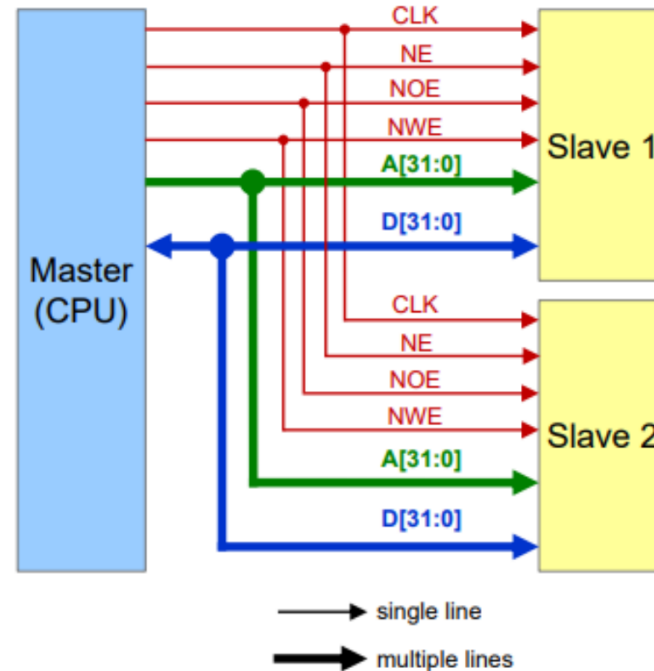 CLK
NE
NOE
NWE
A[31:0]
D[31:0]
Slave 1
Master
(CPU)
CLK
NE
NOE
NWE
A[31:0]
D[31:0]
Slave 2
single line
multiple lines